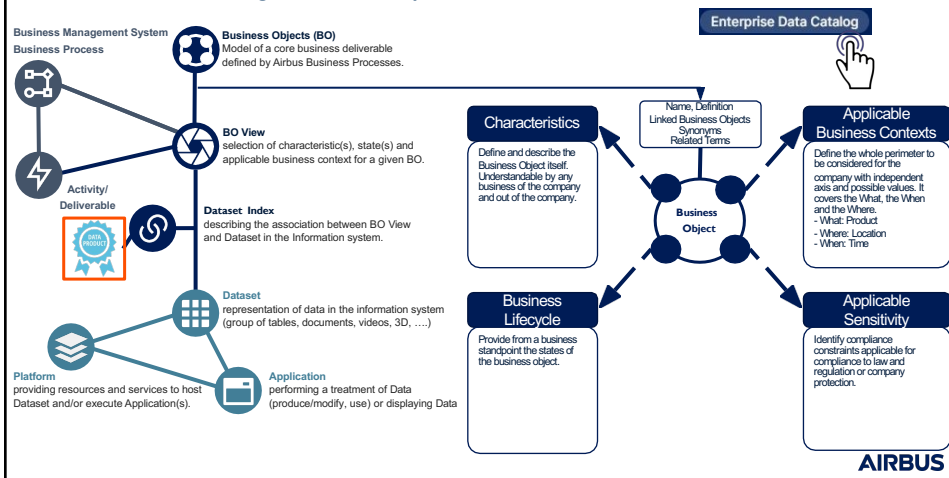 Enterprise Data Catalog
Business Management System
Business Process
Business Objects (BO)
Model of a core business deliverable
defined by Airbus Business Processes.
BO View
selection of characteristic(s), state(s) and
applicable business context for a given BO.
Activity/
Deliverable
DATA
PRODUCT
Dataset Index
describing the association between BO View
and Dataset in the Information system.
Dataset
representation of data in the information system
(group of tables, documents, videos, 3D, ....)
Platform
providing resources and services to host
Dataset and/or execute Application(s).
Application
performing a treatment of Data
(produce/modify, use) or displaying Data
Name, Definition
Linked Business Objects
Synonyms
Related Terms
Characteristics
Define and describe the
Business Object itself.
Understandable by any
business of the company
and out of the company.
Applicable
Business Contexts
Define the whole perimeter to
be considered for the
company with independent
axis and possible values. It
covers the What, the When
and the Where.
- What: Product
- Where: Location
- When: Time
Business
Object
Business
Lifecycle
Provide from a business
standpoint the states of
the business object.
Applicable
Sensitivity
Identify compliance
constraints applicable for
compliance to law and
regulation or company
protection.
AIRBUS